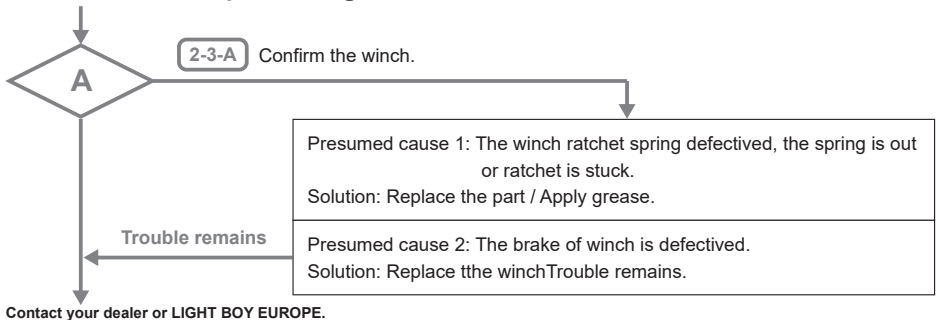 2-3-A Confirm the winch.
A
Presumed cause 1: The winch ratchet spring defectived, the spring is out
or ratchet is stuck.
Solution: Replace the part / Apply grease.
Trouble remains
Presumed cause 2: The brake of winch is defectived.
Solution: Replace tthe winchTrouble remains.
Contact your dealer or LIGHT BOY EUROPE.